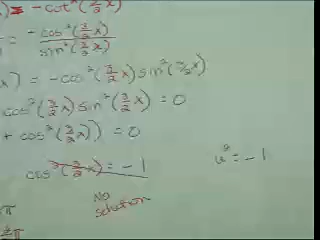 ) = -cot²(3/2 x)
= -cos²(3/2 x) / sin²(3/2 x)
x) = -cos²(3/2 x) sin²(3/2 x)
cos²(3/2 x) sin²(3/2 x) = 0
+ cos²(3/2 x)) = 0
cos²(3/2 x) = -1
u² = -1
No
solution
π